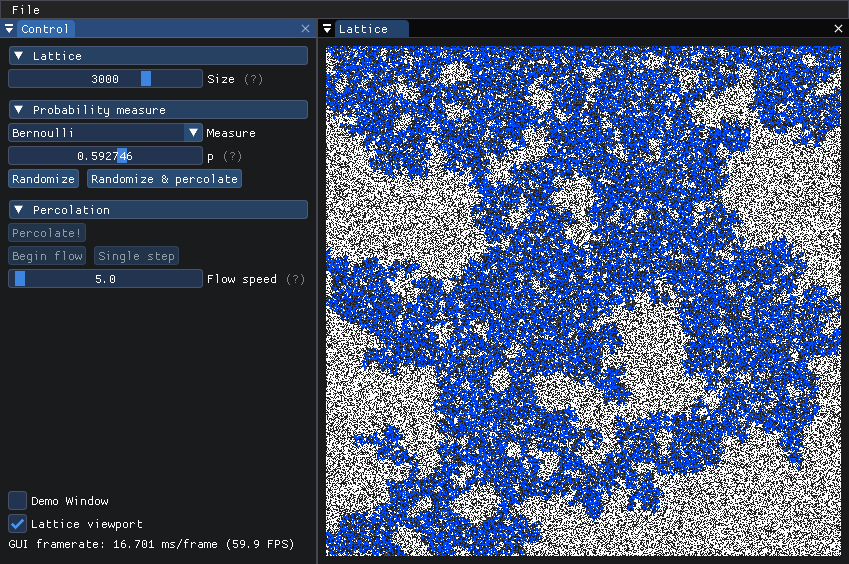 File
Control
Lattice
Lattice
3000 Size (?)
Probability measure
Bernoulli Measure
0.592746 p (?)
Randomize Randomize & percolate
Percolation
Percolate!
Begin flow Single step
5.0 Flow speed (?)
Demo Window
Lattice viewport
GUI framerate: 16.701 ms/frame (59.9 FPS)